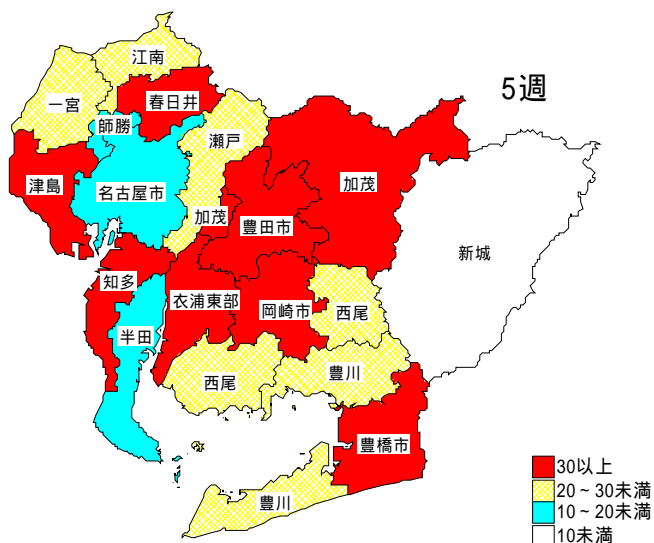 江南
5週
春日井
一宮
師勝
瀬戸
津島
名古屋市
加茂
加茂
豊田市
新城
知多
衣浦東部
岡崎市
西尾
半田
西尾
豊川
豊橋市
豊川
30以上
20~30未満
10~20未満
10未満